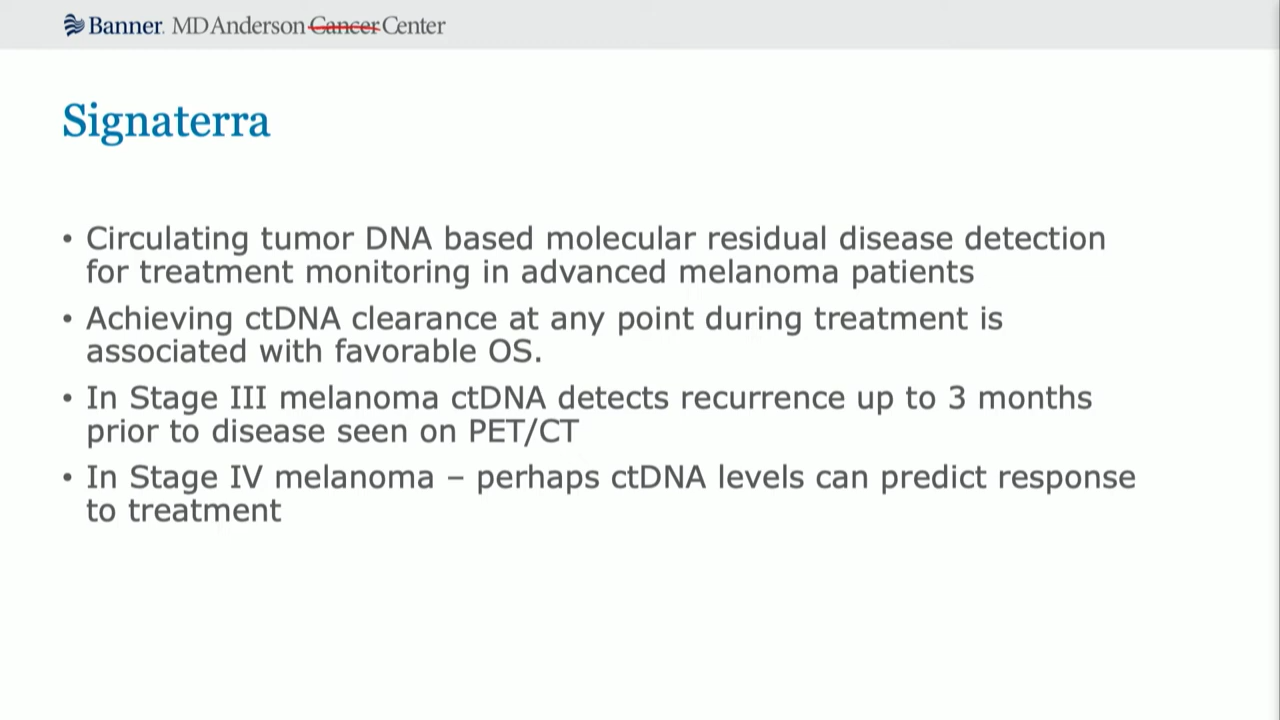 Banner. MD Anderson Cancer Center
Signaterra
• Circulating tumor DNA based molecular residual disease detection
for treatment monitoring in advanced melanoma patients
• Achieving ctDNA clearance at any point during treatment is
associated with favorable OS.
• In Stage III melanoma ctDNA detects recurrence up to 3 months
prior to disease seen on PET/CT
• In Stage IV melanoma – perhaps ctDNA levels can predict response
to treatment